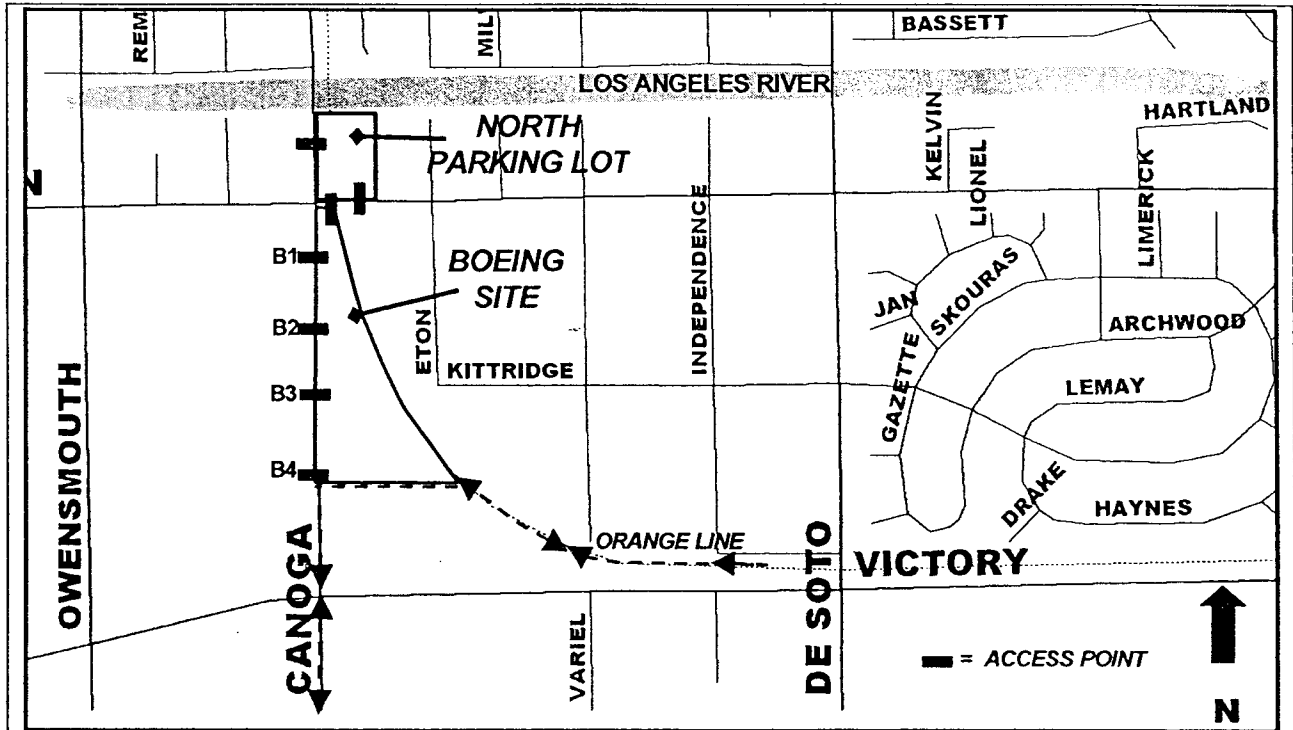 BASSETT
REM
MIL
LOS ANGELES RIVER
HARTLAND
KELVIN
NORTH
PARKING LOT
LIONEL
LIMERICK
N
INDEPENDENCE
B1
BOEING
SITE
SKOURAS
JAN
B2
ARCHWOOD
ETON
KITTRIDGE
GAZETTE
LEMAY
B3
OWENSMOUTH
B4
DRAKE
HAYNES
CANOGA
ORANGE LINE
DE SOTO
VICTORY
VARIEL
= ACCESS POINT
N